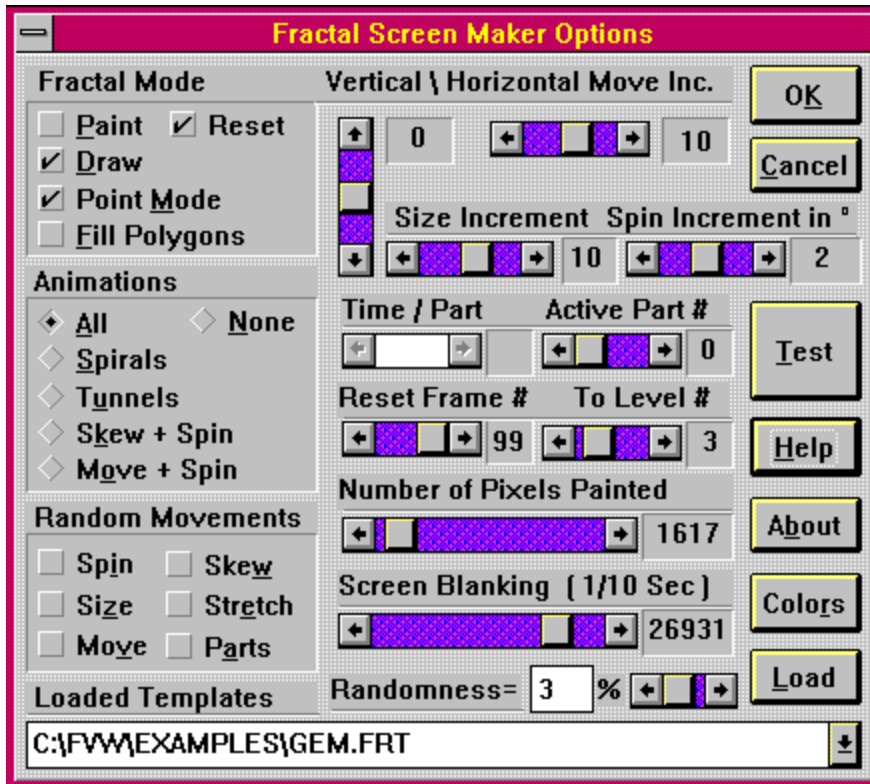 Fractal Screen Maker Options
Fractal Mode
Paint Reset
Draw
Point Mode
Fill Polygons
Animations
All None
Spirals
Tunnels
Skew + Spin
Move + Spin
Random Movements
Spin Skew
Size Stretch
Move Parts
Loaded Templates
C:\FVW\EXAMPLES\GEM.FRT
Vertical \ Horizontal Move Inc.
0 10
Size Increment Spin Increment in °
10 2
Time / Part Active Part #
0
Reset Frame # To Level #
99 3
Number of Pixels Painted
1617
Screen Blanking ( 1/10 Sec )
26931
Randomness= 3 %
OK
Cancel
Test
Help
About
Colors
Load